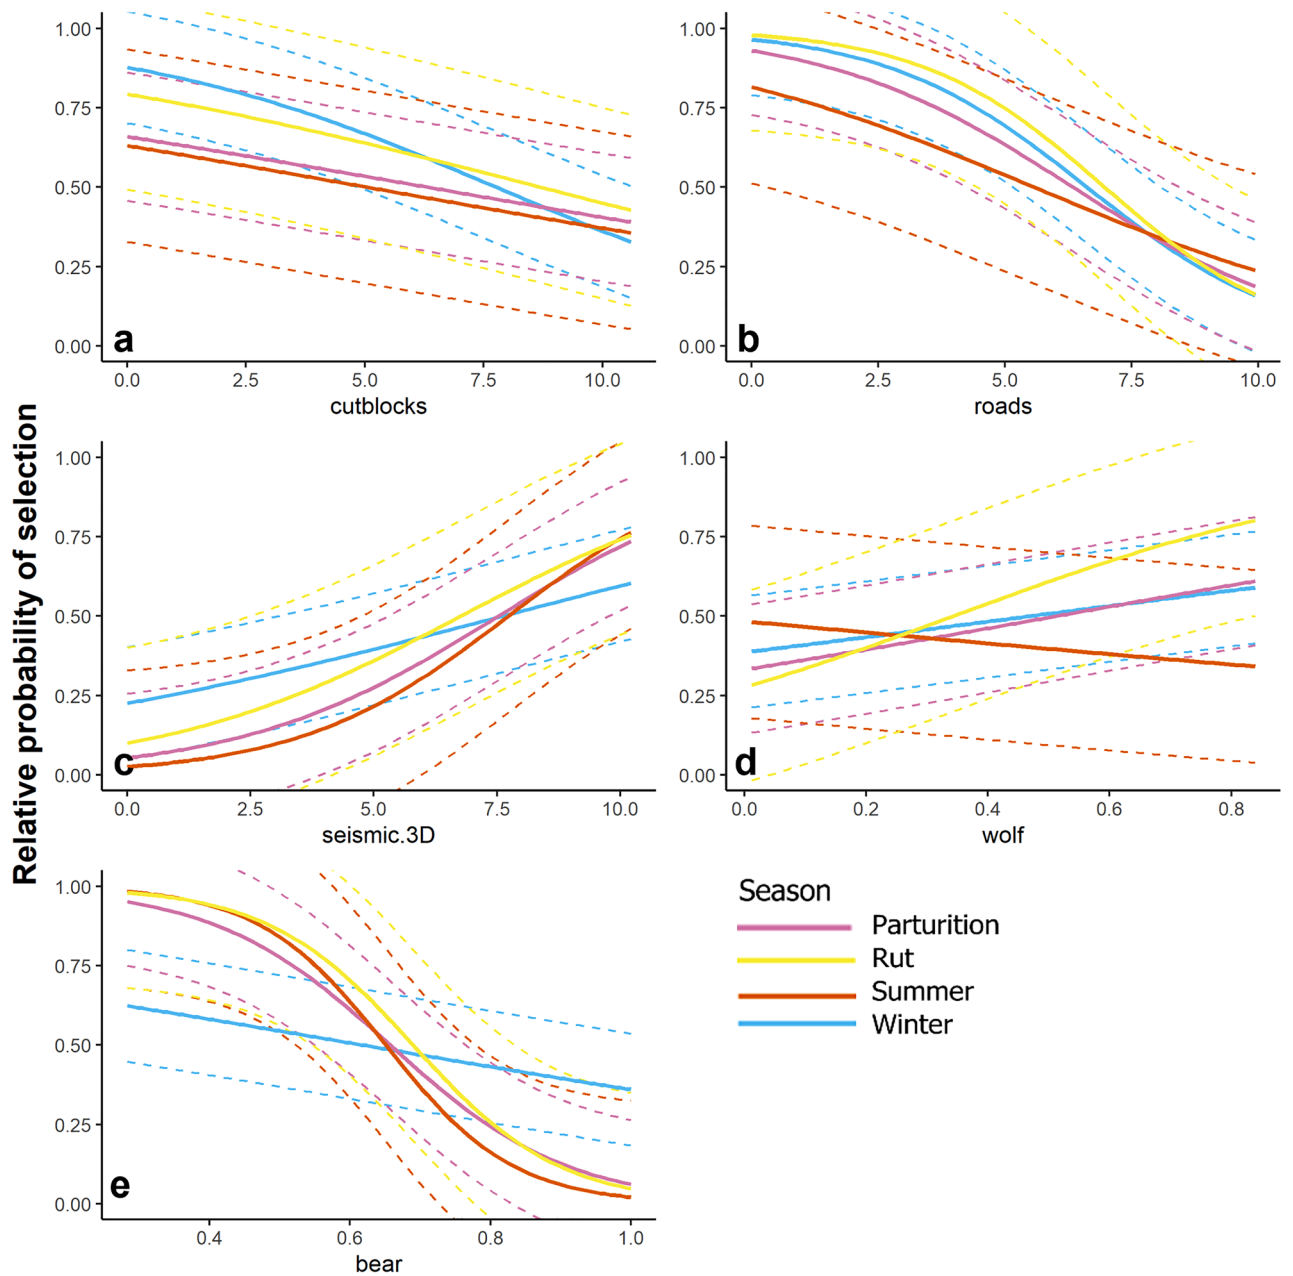 1.00
0.75
0.50
0.25
0.00
a
0.0 2.5 5.0 7.5 10.0
cutblocks
1.00
0.75
0.50
0.25
0.00
b
0.0 2.5 5.0 7.5 10.0
roads
Relative probability of selection
1.00
0.75
0.50
0.25
0.00
c
0.0 2.5 5.0 7.5 10.0
seismic.3D
1.00
0.75
0.50
0.25
0.00
d
0.0 0.2 0.4 0.6 0.8
wolf
1.00
0.75
0.50
0.25
0.00
e
0.4 0.6 0.8 1.0
bear
Season
Parturition
Rut
Summer
Winter